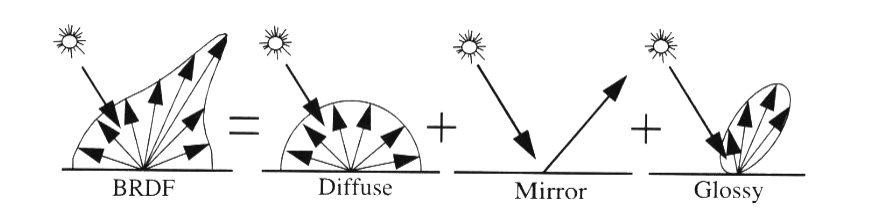 BRDF = Diffuse + Mirror + Glossy